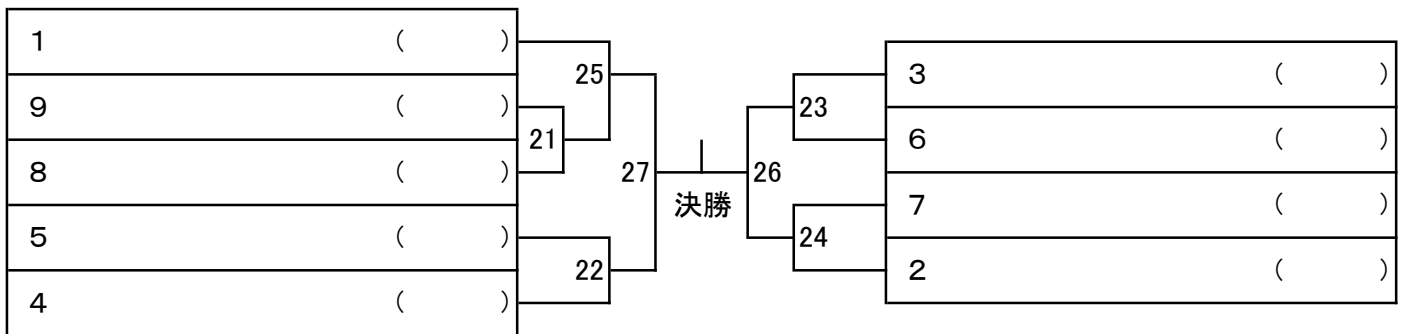 １ （ ）
９ （ ）
８ （ ）
５ （ ）
４ （ ）
25
21
22
27
決勝
26
23
24
３ （ ）
６ （ ）
７ （ ）
２ （ ）